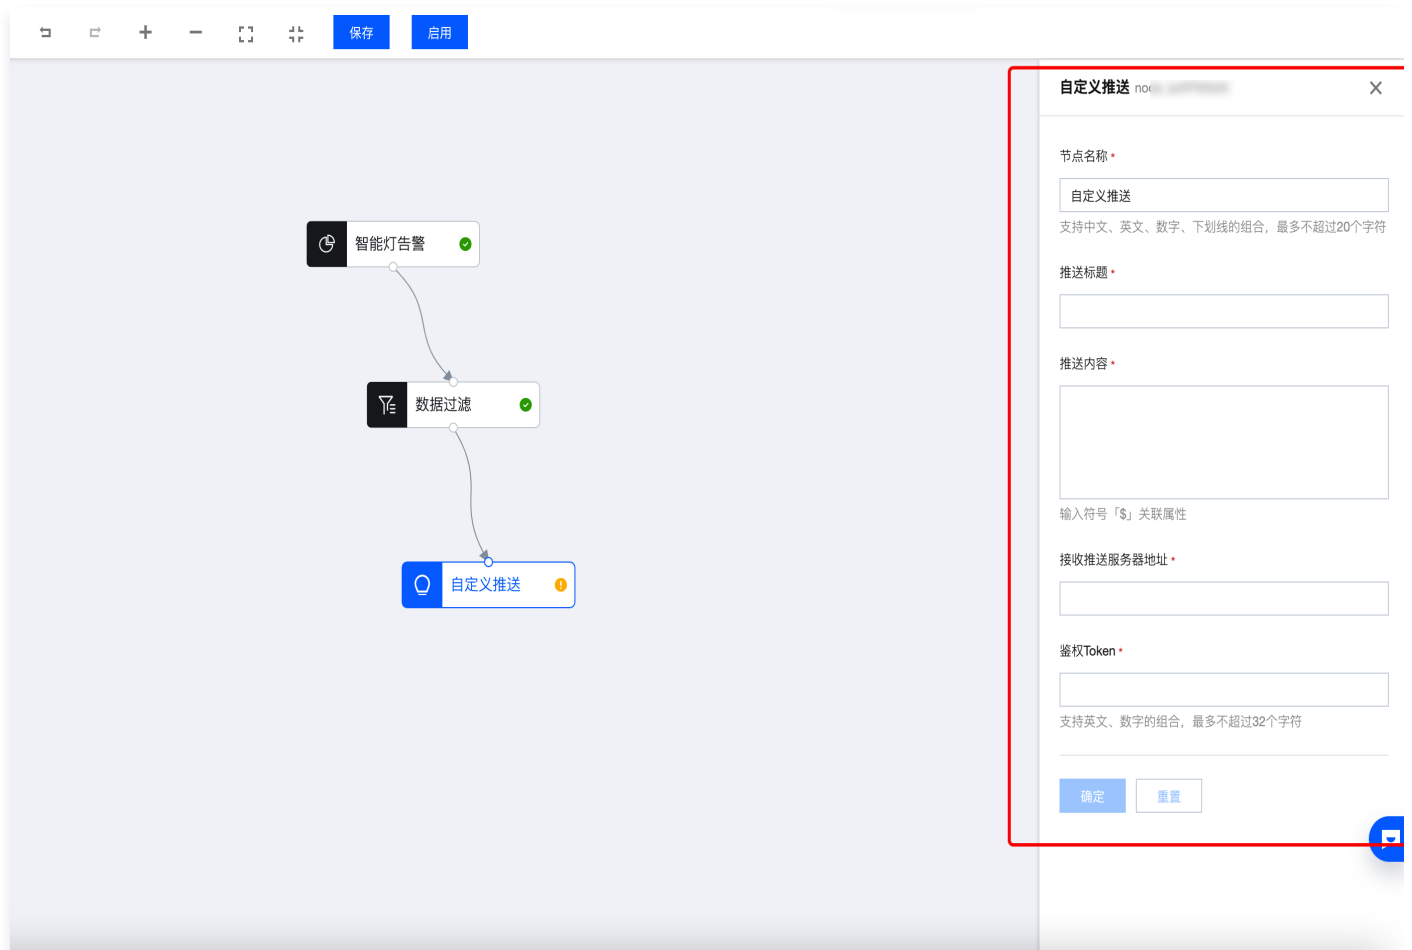 保存 启用
自定义推送
节点名称 *
自定义推送
支持中文、英文、数字、下划线的组合，最多不超过20个字符
推送标题 *
推送内容 *
输入符号「$」关联属性
接收推送服务器地址 *
鉴权Token *
支持英文、数字的组合，最多不超过32个字符
确定 重置
智能灯告警
数据过滤
自定义推送